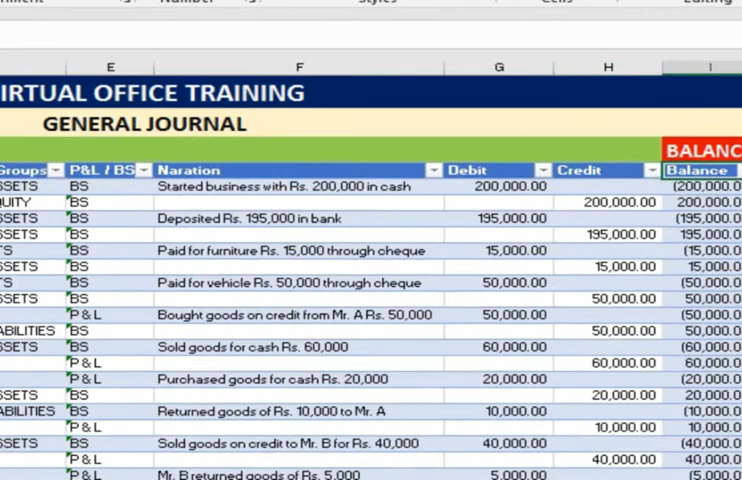 E F G H I
IRTUAL OFFICE TRAINING
GENERAL JOURNAL
BALANC
Groups P&L / BS Naration Debit Credit Balance
SSETS BS Started business with Rs. 200,000 in cash 200,000.00 (200,000.0
UITY BS 200,000.00 200,000.0
SSETS BS Deposited Rs. 195,000 in bank 195,000.00 (195,000.0
SSETS BS 195,000.00 195,000.0
TS BS Paid for furniture Rs. 15,000 through cheque 15,000.00 (15,000.0
SSETS BS 15,000.00 15,000.0
TS BS Paid for vehicle Rs. 50,000 through cheque 50,000.00 (50,000.0
SSETS BS 50,000.00 50,000.0
P & L Bought goods on credit from Mr. A Rs. 50,000 50,000.00 (50,000.0
ABILITIES BS 50,000.00 50,000.0
SSETS BS Sold goods for cash Rs. 60,000 60,000.00 (60,000.0
P & L 60,000.00 60,000.0
P & L Purchased goods for cash Rs. 20,000 20,000.00 (20,000.0
SSETS BS 20,000.00 20,000.0
ABILITIES BS Returned goods of Rs. 10,000 to Mr. A 10,000.00 (10,000.0
P & L 10,000.00 10,000.0
SSETS BS Sold goods on credit to Mr. B for Rs. 40,000 40,000.00 (40,000.0
P & L 40,000.00 40,000.0
P & L Mr. B returned goods of Rs. 5,000 5,000.00 (5,000.0